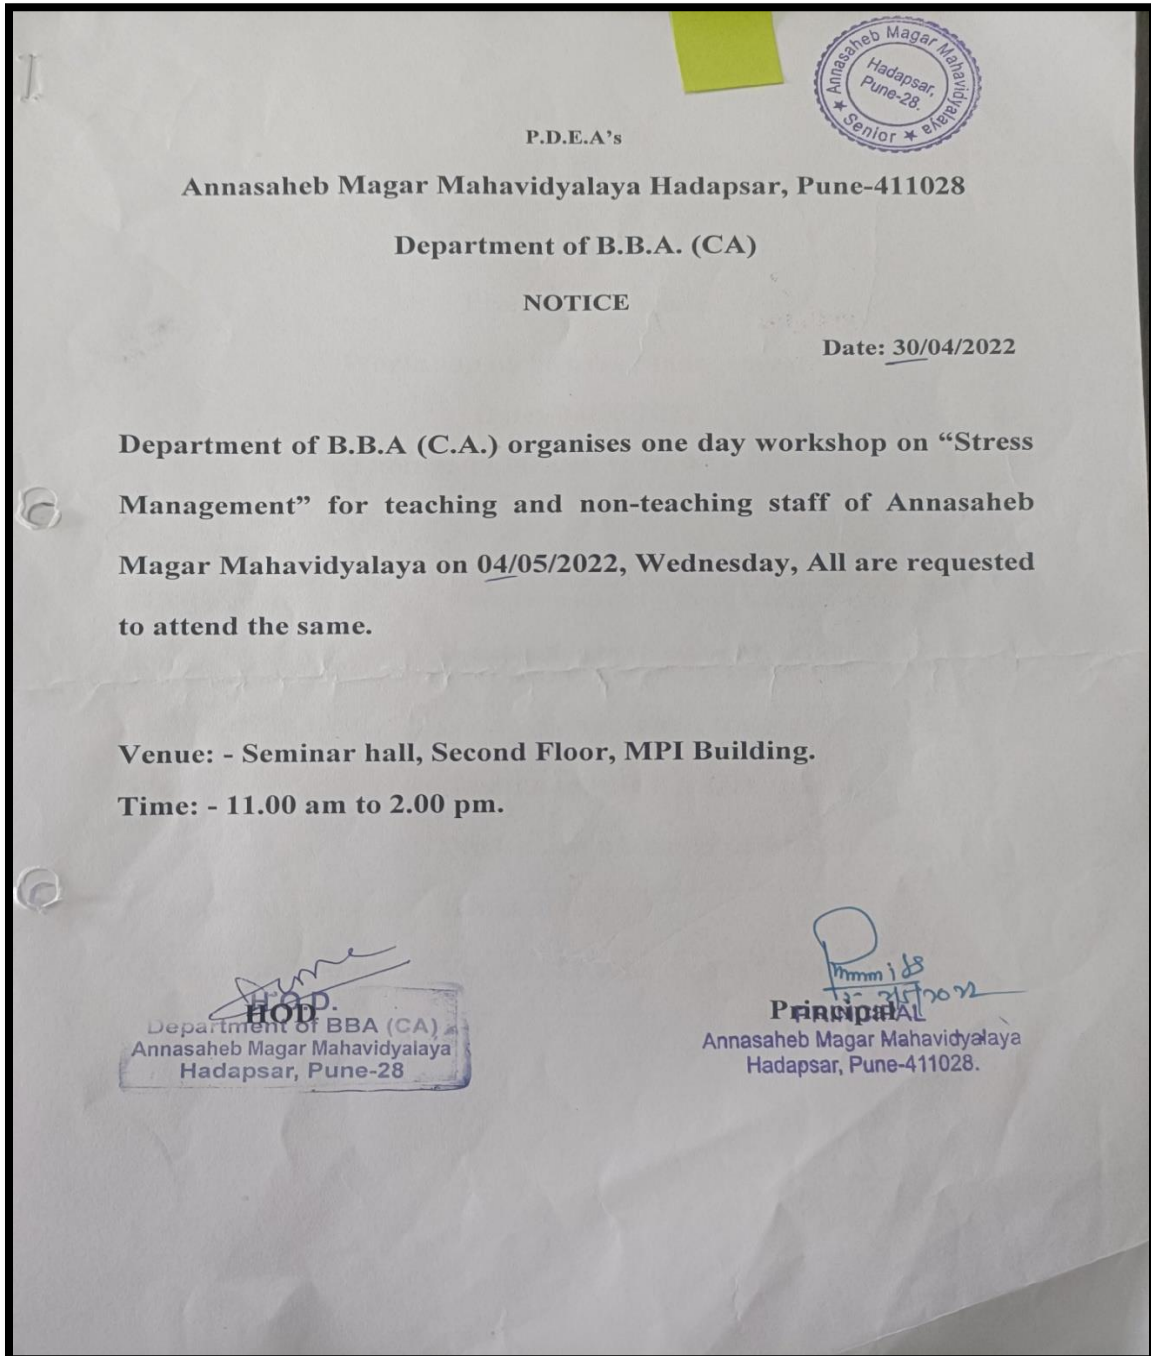 Annasaheb Magar Mahavidyalaya
Hadapsar,
Pune-28.
★ Senior ★
P.D.E.A's
Annasaheb Magar Mahavidyalaya Hadapsar, Pune-411028
Department of B.B.A. (CA)
NOTICE
Date: 30/04/2022
Department of B.B.A (C.A.) organises one day workshop on “Stress
Management” for teaching and non-teaching staff of Annasaheb
Magar Mahavidyalaya on 04/05/2022, Wednesday, All are requested
to attend the same.
Venue: - Seminar hall, Second Floor, MPI Building.
Time: - 11.00 am to 2.00 pm.
H.O.D.
HOD
Department of BBA (CA)
Annasaheb Magar Mahavidyalaya
Hadapsar, Pune-28
Principal
PRINCIPAL
Annasaheb Magar Mahavidyalaya
Hadapsar, Pune-411028.